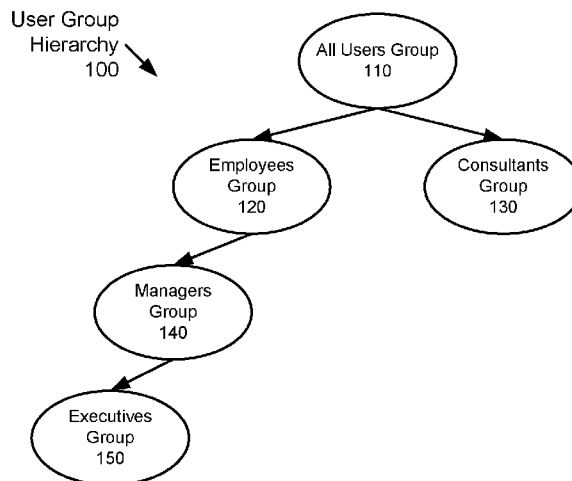 User Group
Hierarchy
100
All Users Group
110
Employees
Group
120
Consultants
Group
130
Managers
Group
140
Executives
Group
150